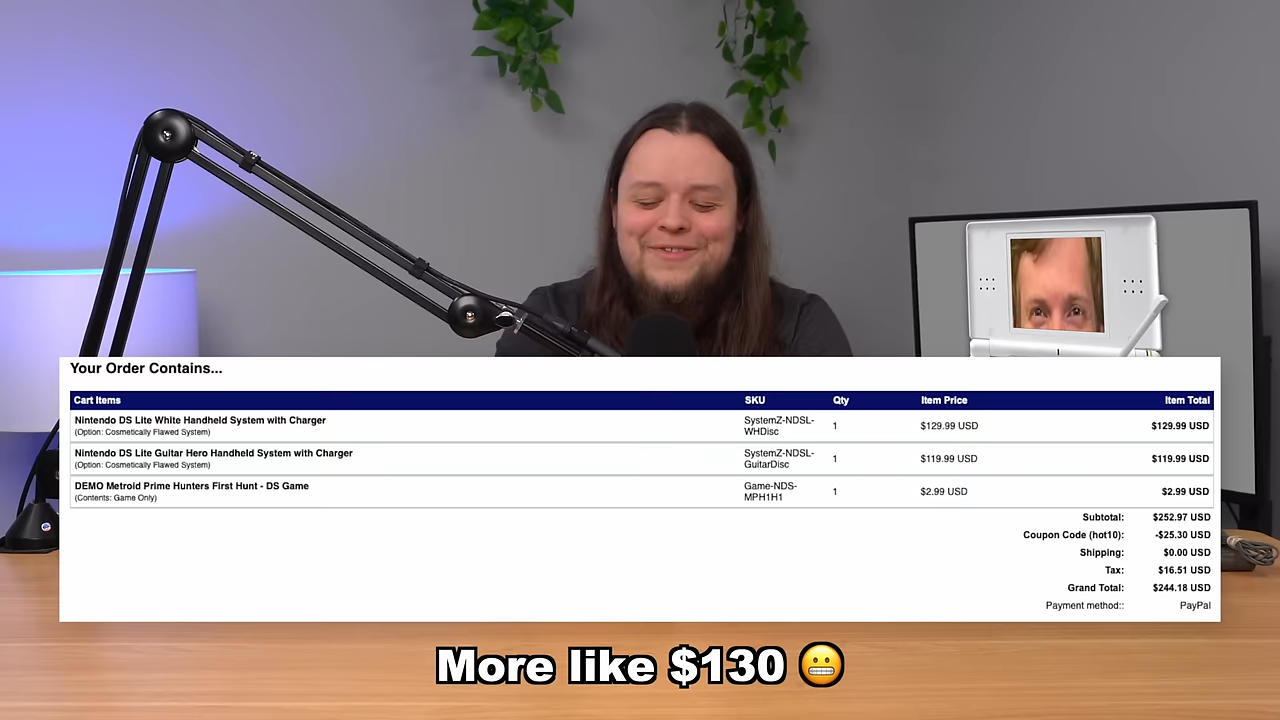 Your Order Contains...
Cart Items SKU Qty Item Price Item Total
Nintendo DS Lite White Handheld System with Charger
(Option: Cosmetically Flawed System)
SystemZ-NDSL-
WHDisc
1 $129.99 USD $129.99 USD
Nintendo DS Lite Guitar Hero Handheld System with Charger
(Option: Cosmetically Flawed System)
SystemZ-NDSL-
GuitarDisc
1 $119.99 USD $119.99 USD
DEMO Metroid Prime Hunters First Hunt - DS Game
(Contents: Game Only)
Game-NDS-
MPH1H1
1 $2.99 USD $2.99 USD
Subtotal: $252.97 USD
Coupon Code (hot10): -$25.30 USD
Shipping: $0.00 USD
Tax: $16.51 USD
Grand Total: $244.18 USD
Payment method:: PayPal
More like $130 😬